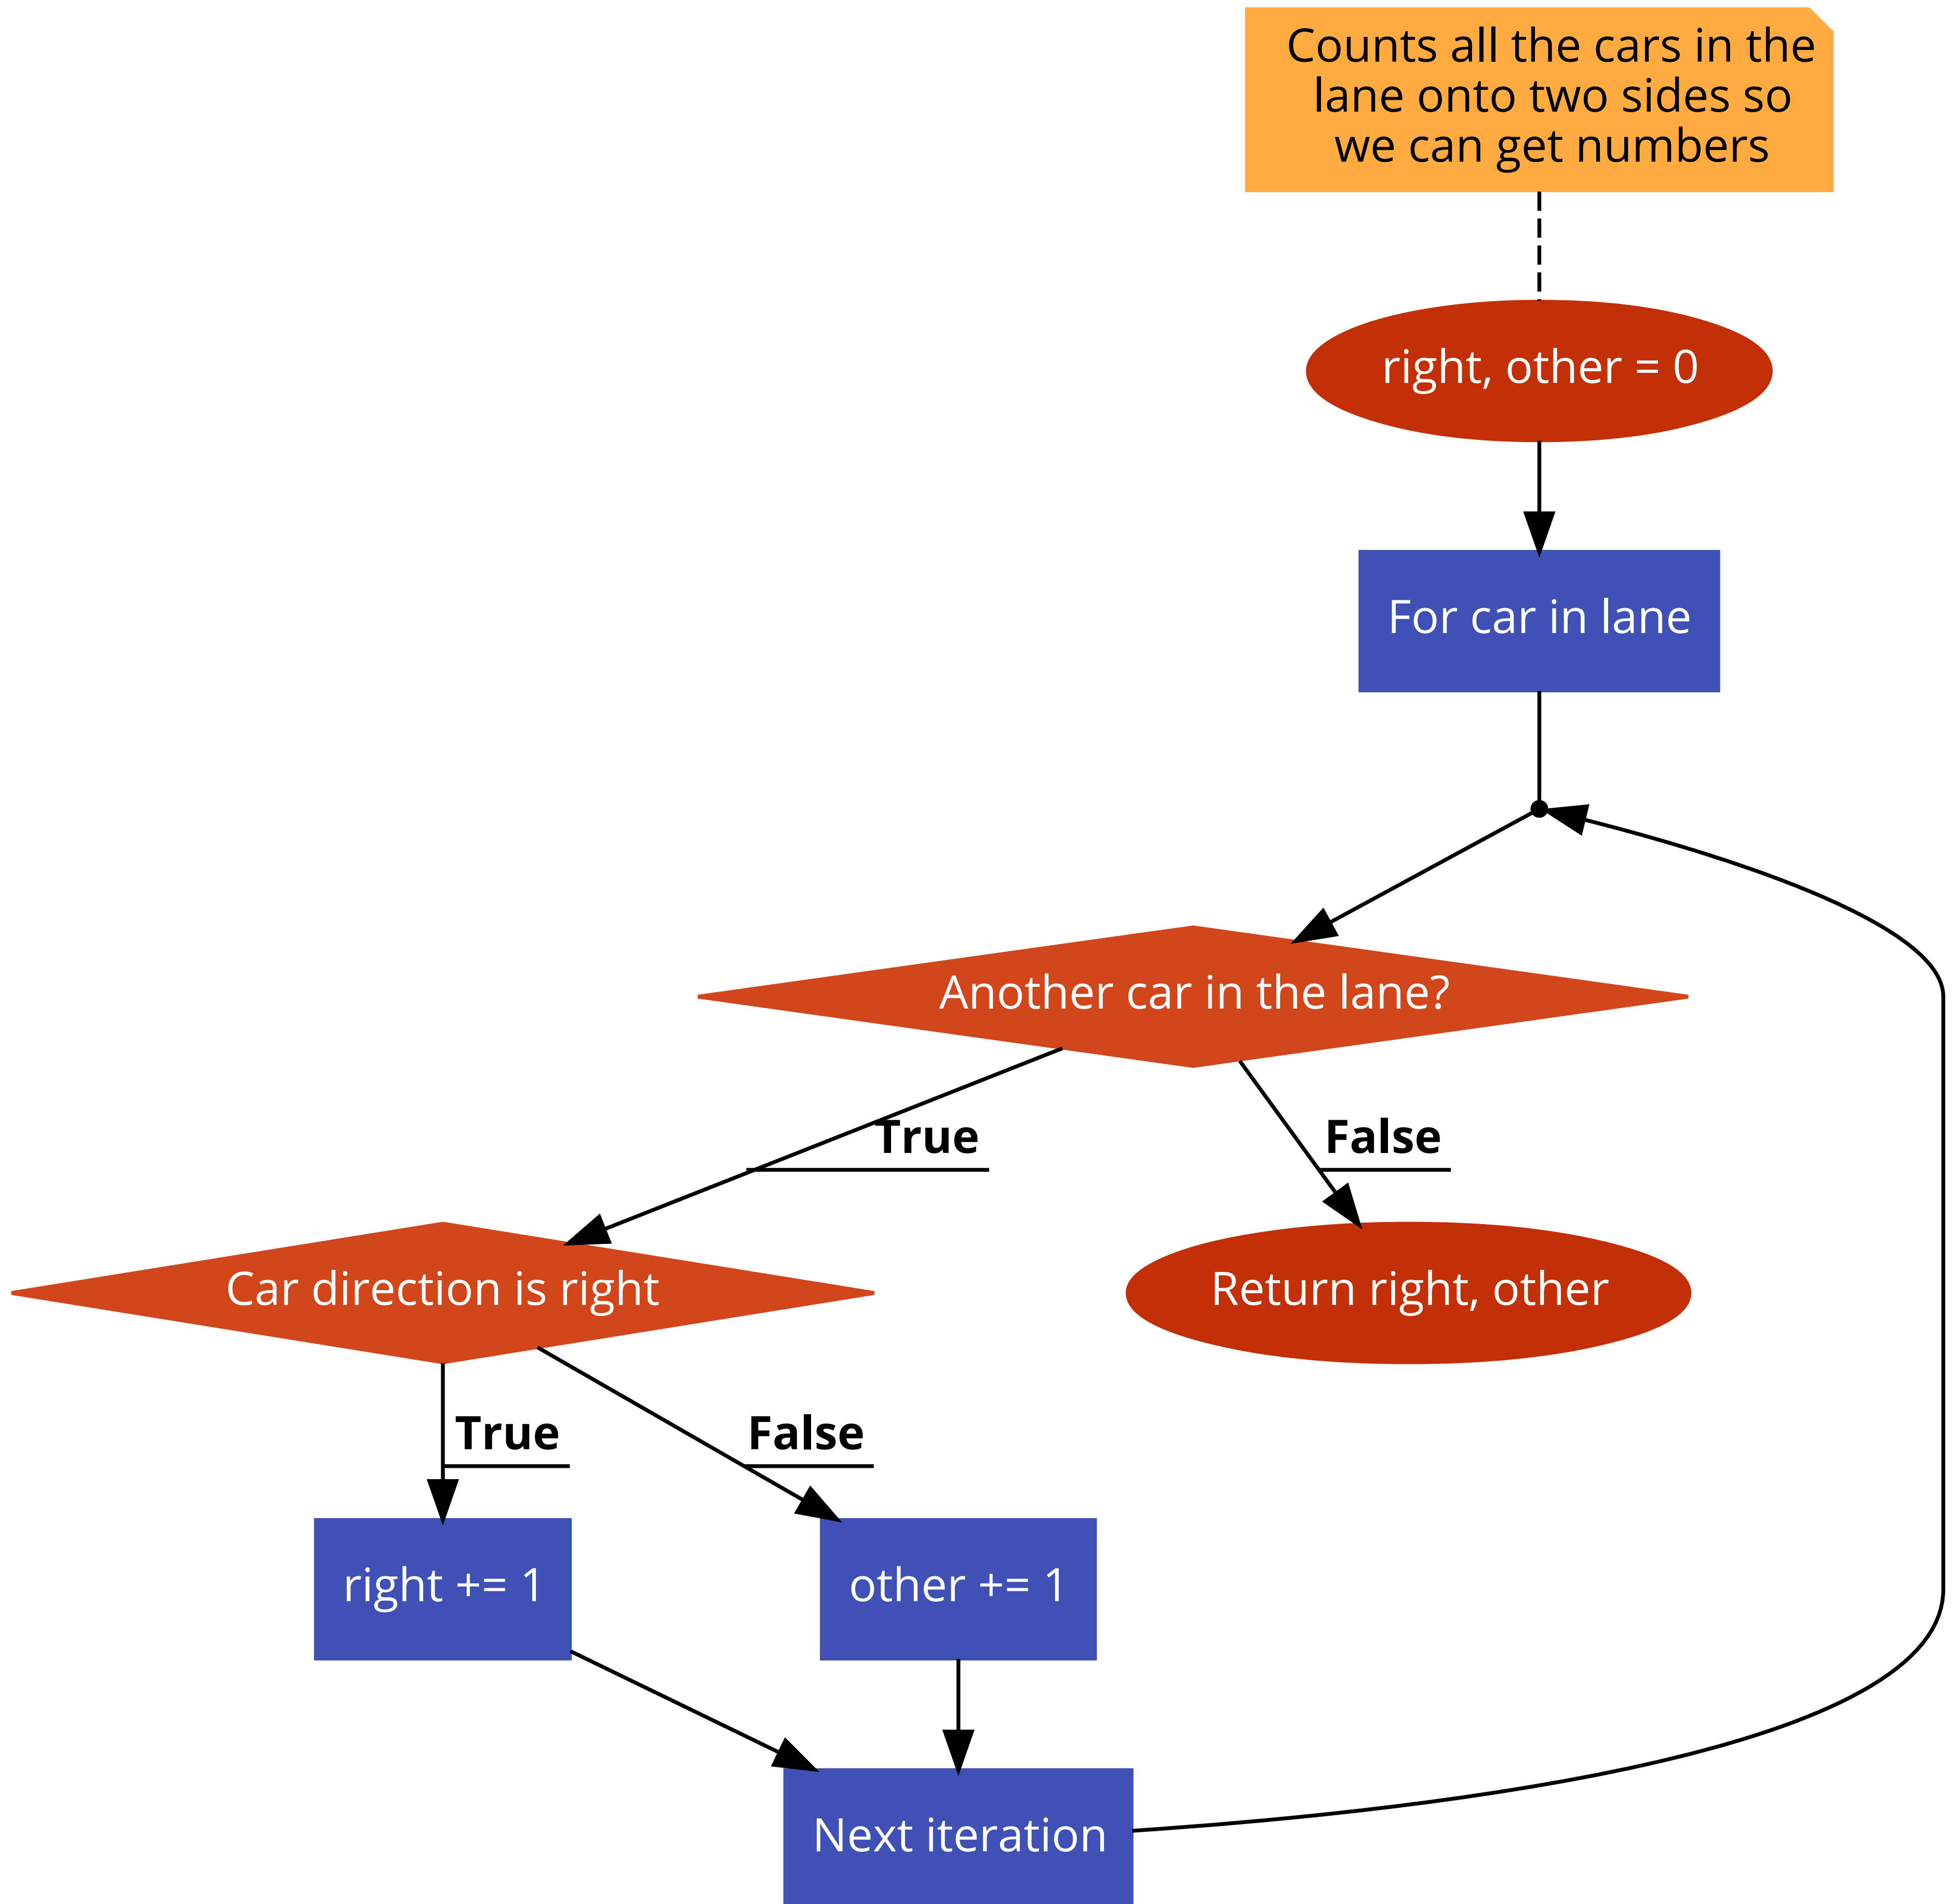 Counts all the cars in the
lane onto two sides so
we can get numbers
right, other = 0
For car in lane
Another car in the lane?
True
False
Car direction is right
Return right, other
True
False
right += 1
other += 1
Next iteration